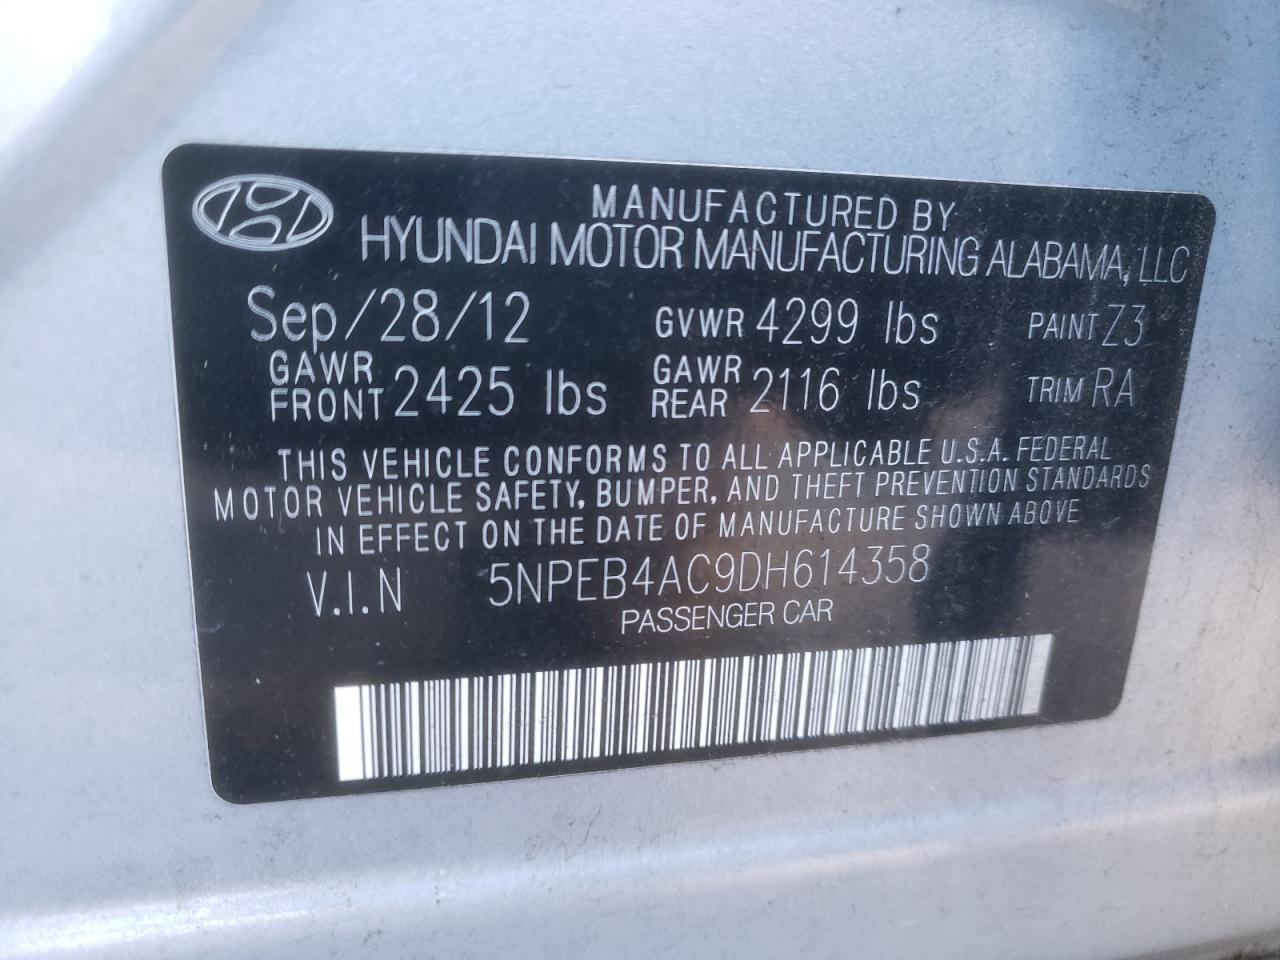 MANUFACTURED BY
HYUNDAI MOTOR MANUFACTURING ALABAMA, LLC
Sep/28/12 GVWR 4299 lbs PAINT Z3
GAWR FRONT 2425 lbs GAWR REAR 2116 lbs TRIM RA
THIS VEHICLE CONFORMS TO ALL APPLICABLE U.S.A. FEDERAL
MOTOR VEHICLE SAFETY, BUMPER, AND THEFT PREVENTION STANDARDS
IN EFFECT ON THE DATE OF MANUFACTURE SHOWN ABOVE
V.I.N 5NPEB4AC9DH614358
PASSENGER CAR